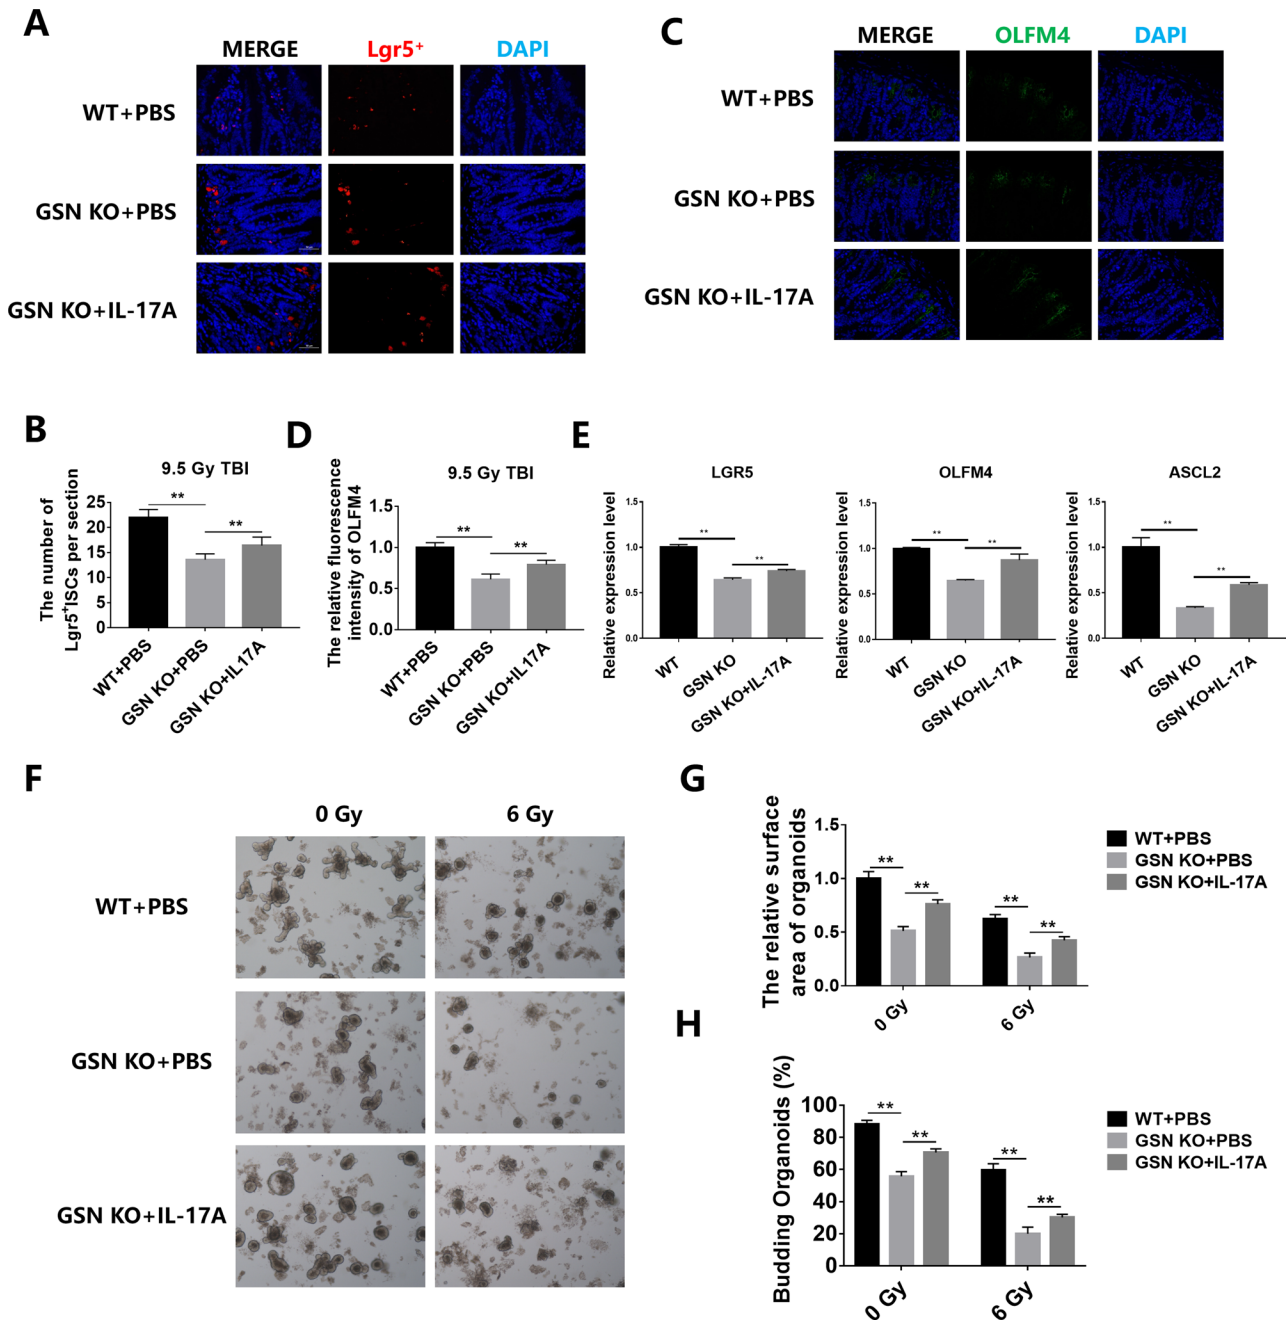 A
MERGE Lgr5⁺ DAPI
WT+PBS
GSN KO+PBS
GSN KO+IL-17A
C
MERGE OLFM4 DAPI
WT+PBS
GSN KO+PBS
GSN KO+IL-17A
B
9.5 Gy TBI
The number of
Lgr5⁺ISCs per section
25
20
15
10
5
0
**
**
WT+PBS
GSN KO+PBS
GSN KO+IL17A
D
9.5 Gy TBI
The relative fluorescence
intensity of OLFM4
1.5
1.0
0.5
0.0
**
**
WT+PBS
GSN KO+PBS
GSN KO+IL17A
E
LGR5
Relative expression level
1.5
1.0
0.5
0.0
**
**
WT
GSN KO
GSN KO+IL-17A
OLFM4
Relative expression level
1.5
1.0
0.5
0.0
**
**
WT
GSN KO
GSN KO+IL-17A
ASCL2
Relative expression level
1.5
1.0
0.5
0.0
**
**
WT
GSN KO
GSN KO+IL-17A
F
0 Gy 6 Gy
WT+PBS
GSN KO+PBS
GSN KO+IL-17A
G
The relative surface
area of organoids
1.5
1.0
0.5
0.0
**
**
**
**
0 Gy
6 Gy
WT+PBS
GSN KO+PBS
GSN KO+IL-17A
H
Budding Organoids (%)
100
80
60
40
20
0
**
**
**
**
0 Gy
6 Gy
WT+PBS
GSN KO+PBS
GSN KO+IL-17A